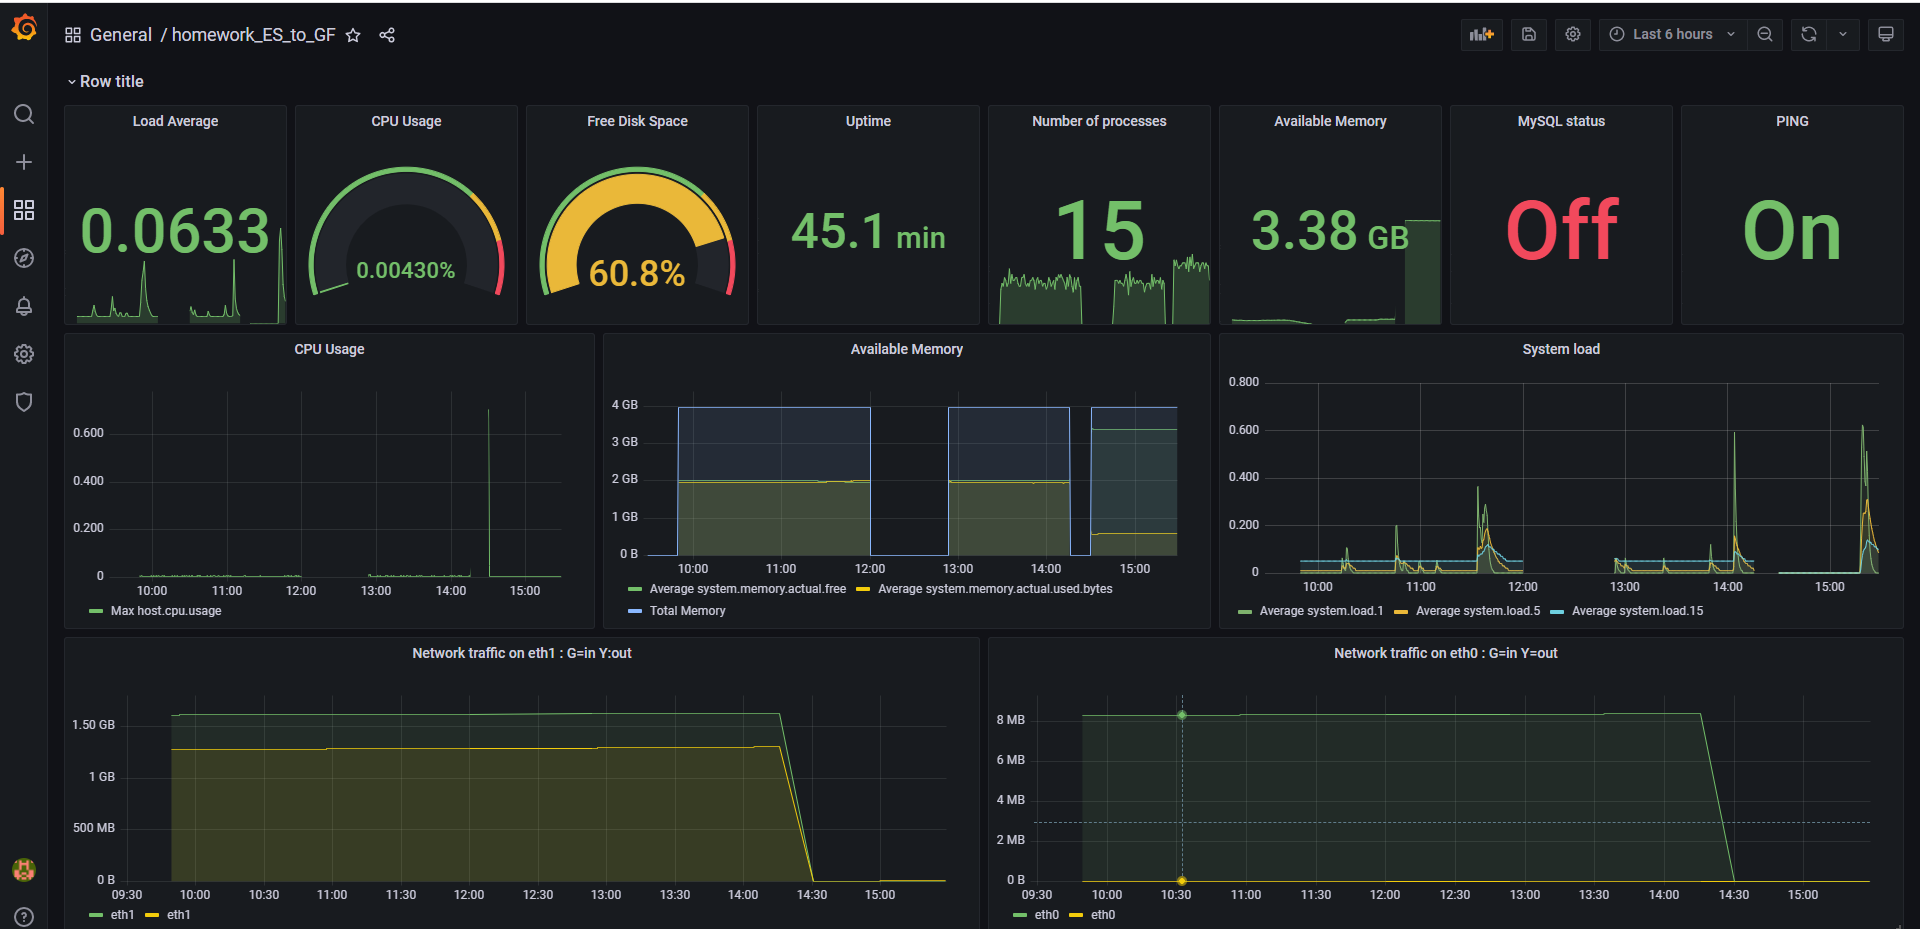 General / homework_ES_to_GF
Last 6 hours
Row title
Load Average
0.0633
CPU Usage
0.00430%
Free Disk Space
60.8%
Uptime
45.1 min
Number of processes
15
Available Memory
3.38 GB
MySQL status
Off
PING
On
CPU Usage
0.600
0.400
0.200
0
10:00 11:00 12:00 13:00 14:00 15:00
Max host.cpu.usage
Available Memory
4 GB
3 GB
2 GB
1 GB
0 B
10:00 11:00 12:00 13:00 14:00 15:00
Average system.memory.actual.free Average system.memory.actual.used.bytes
Total Memory
System load
0.800
0.600
0.400
0.200
0
10:00 11:00 12:00 13:00 14:00 15:00
Average system.load.1 Average system.load.5 Average system.load.15
Network traffic on eth1 : G=in Y:out
1.50 GB
1 GB
500 MB
0 B
09:30 10:00 10:30 11:00 11:30 12:00 12:30 13:00 13:30 14:00 14:30 15:00
eth1 eth1
Network traffic on eth0 : G=in Y=out
8 MB
6 MB
4 MB
2 MB
0 B
09:30 10:00 10:30 11:00 11:30 12:00 12:30 13:00 13:30 14:00 14:30 15:00
eth0 eth0